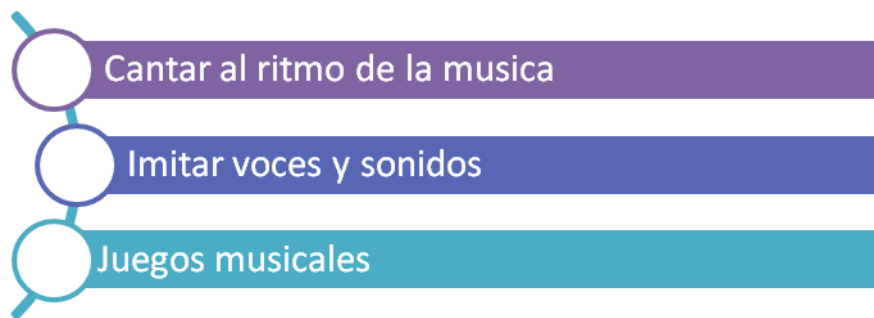 Cantar al ritmo de la musica
Imitar voces y sonidos
Juegos musicales